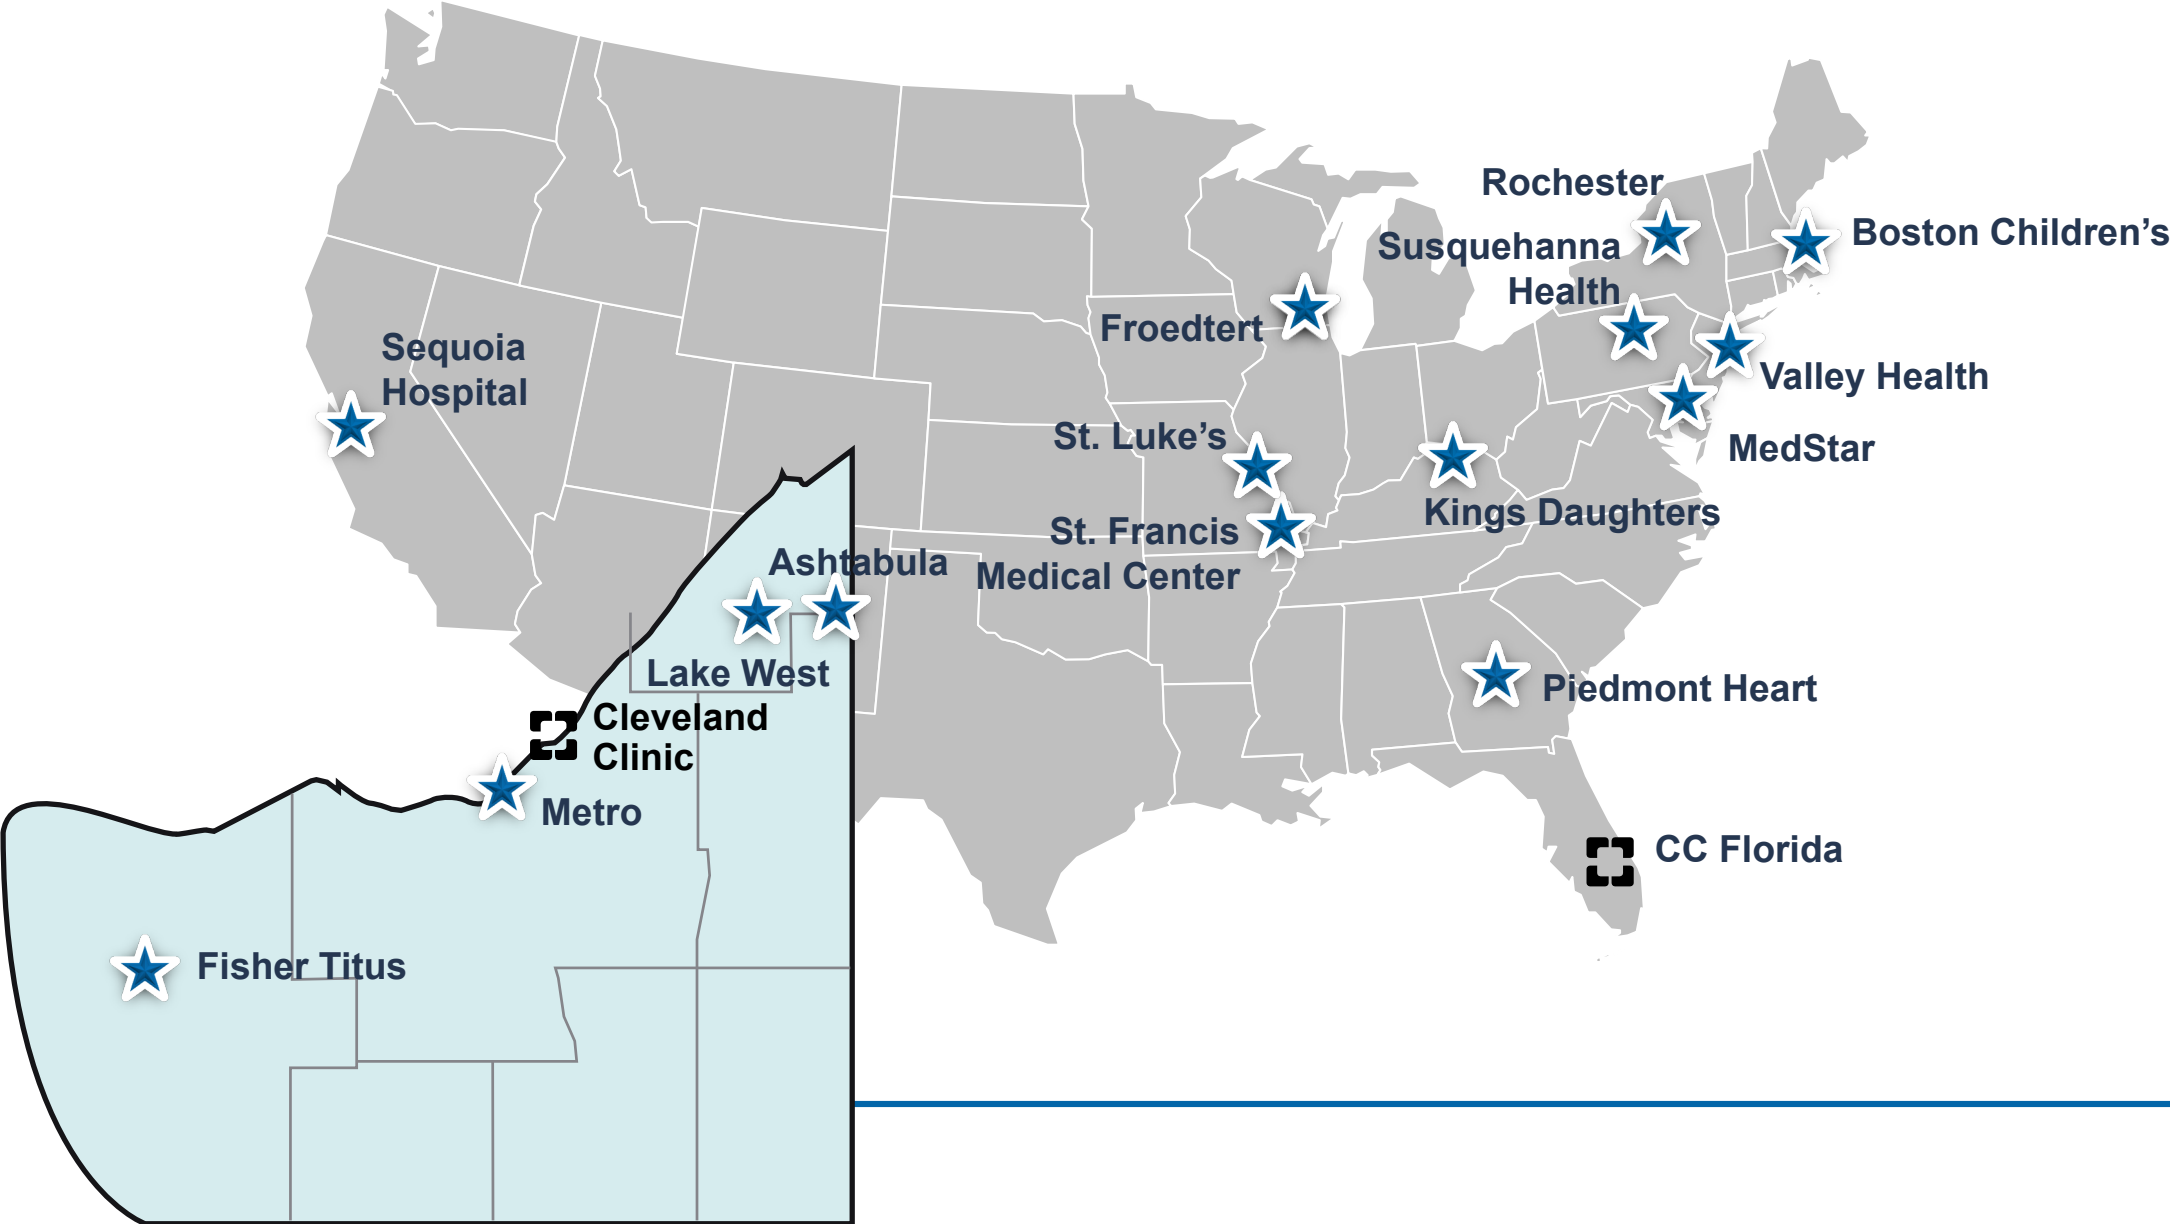 Rochester
Boston Children’s
Susquehanna
Health
Froedtert
Sequoia
Hospital
Valley Health
St. Luke’s
MedStar
Kings Daughters
St. Francis
Medical Center
Ashtabula
Lake West
Piedmont Heart
Cleveland
Clinic
Metro
CC Florida
Fisher Titus